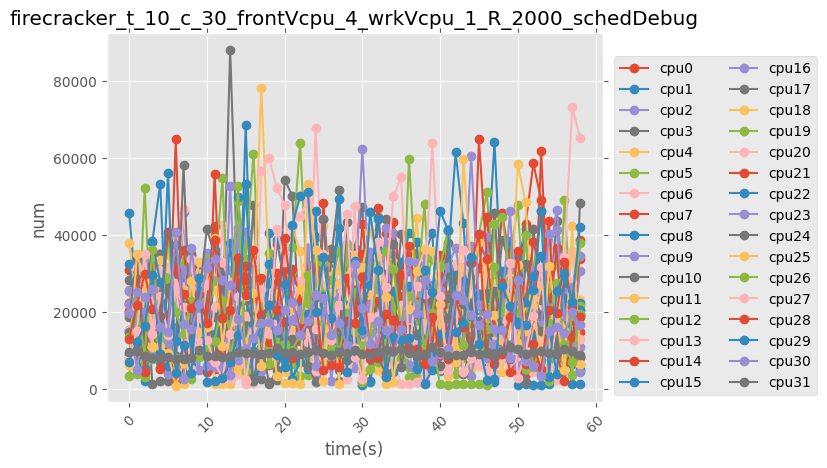 firecracker_t_10_c_30_frontVcpu_4_wrkVcpu_1_R_2000_schedDebug
80000
60000
40000
20000
0
num
0
10
20
30
40
50
60
time(s)
cpu0
cpu1
cpu2
cpu3
cpu4
cpu5
cpu6
cpu7
cpu8
cpu9
cpu10
cpu11
cpu12
cpu13
cpu14
cpu15
cpu16
cpu17
cpu18
cpu19
cpu20
cpu21
cpu22
cpu23
cpu24
cpu25
cpu26
cpu27
cpu28
cpu29
cpu30
cpu31